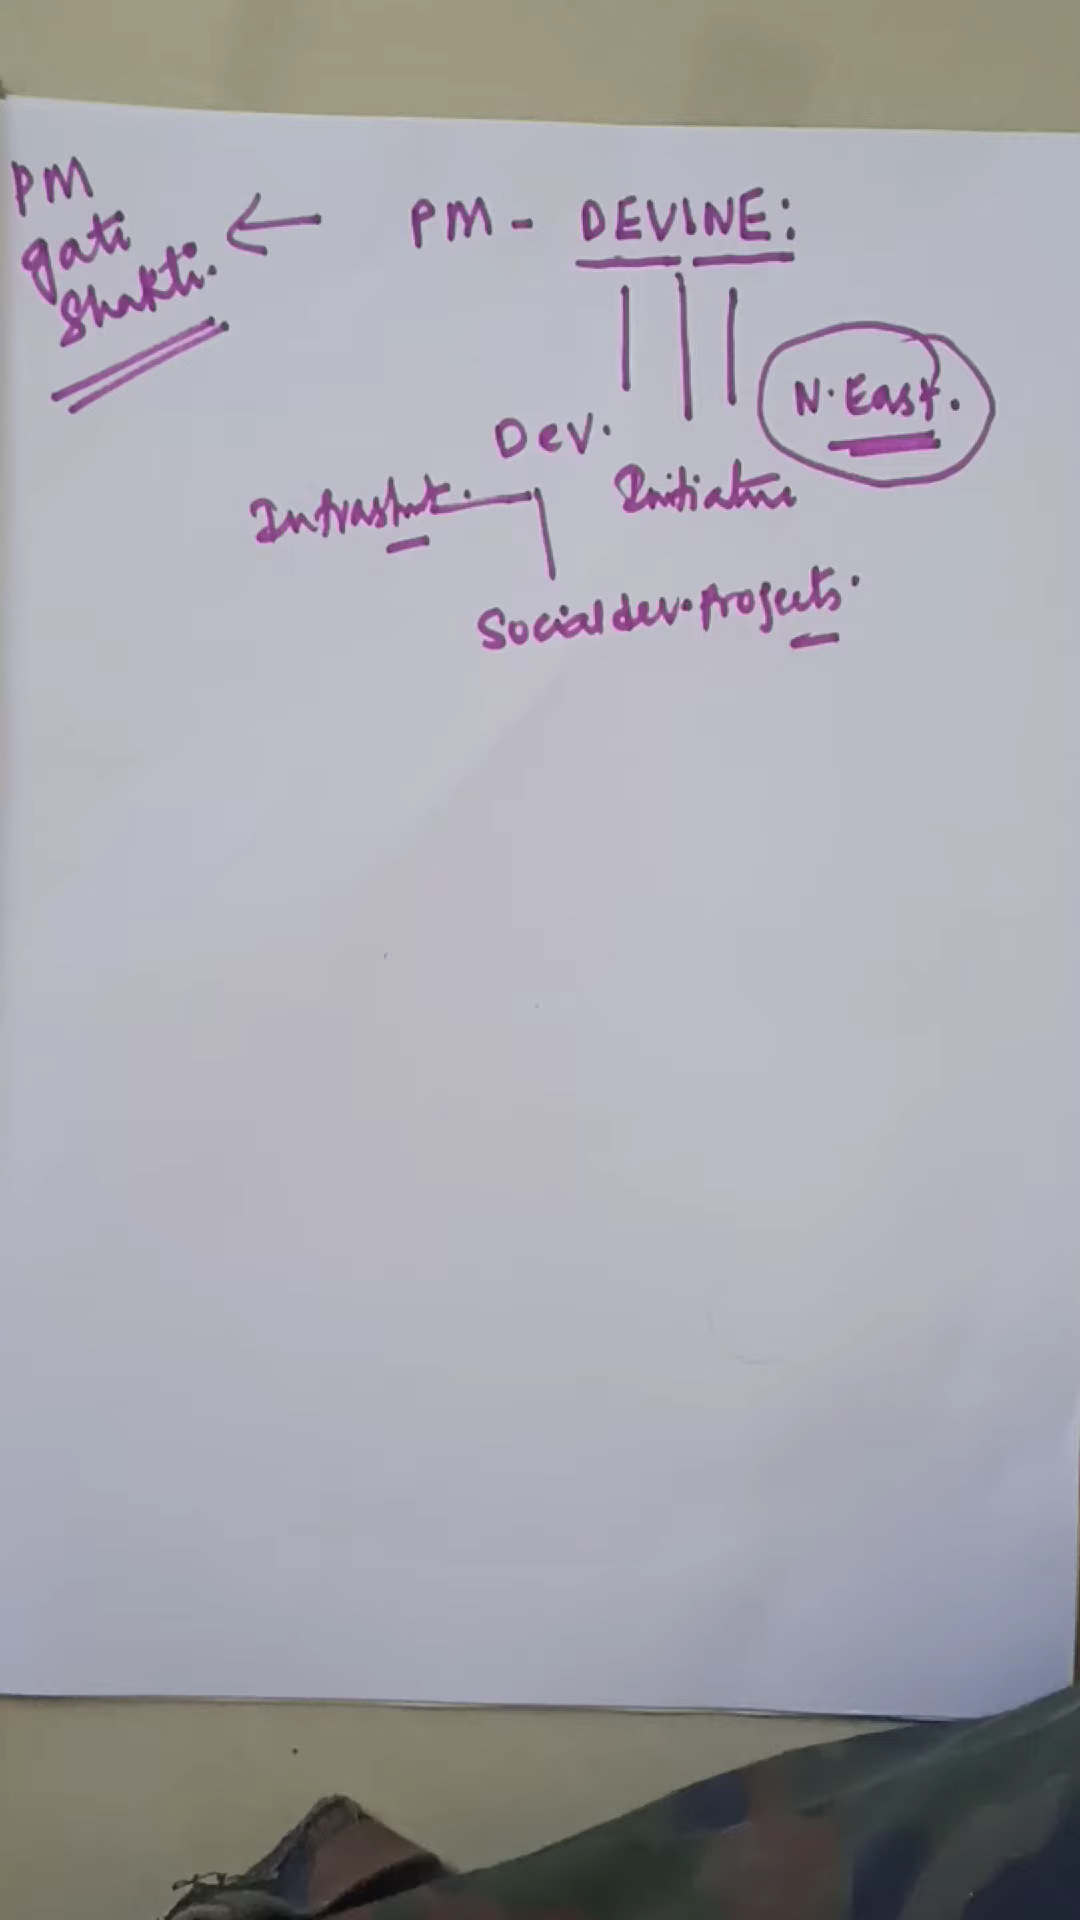 PM
gati
Shakti.
PM - DEVINE:
N. East.
Dev.
Initiative
Infrastruct.
Social dev. Projects.